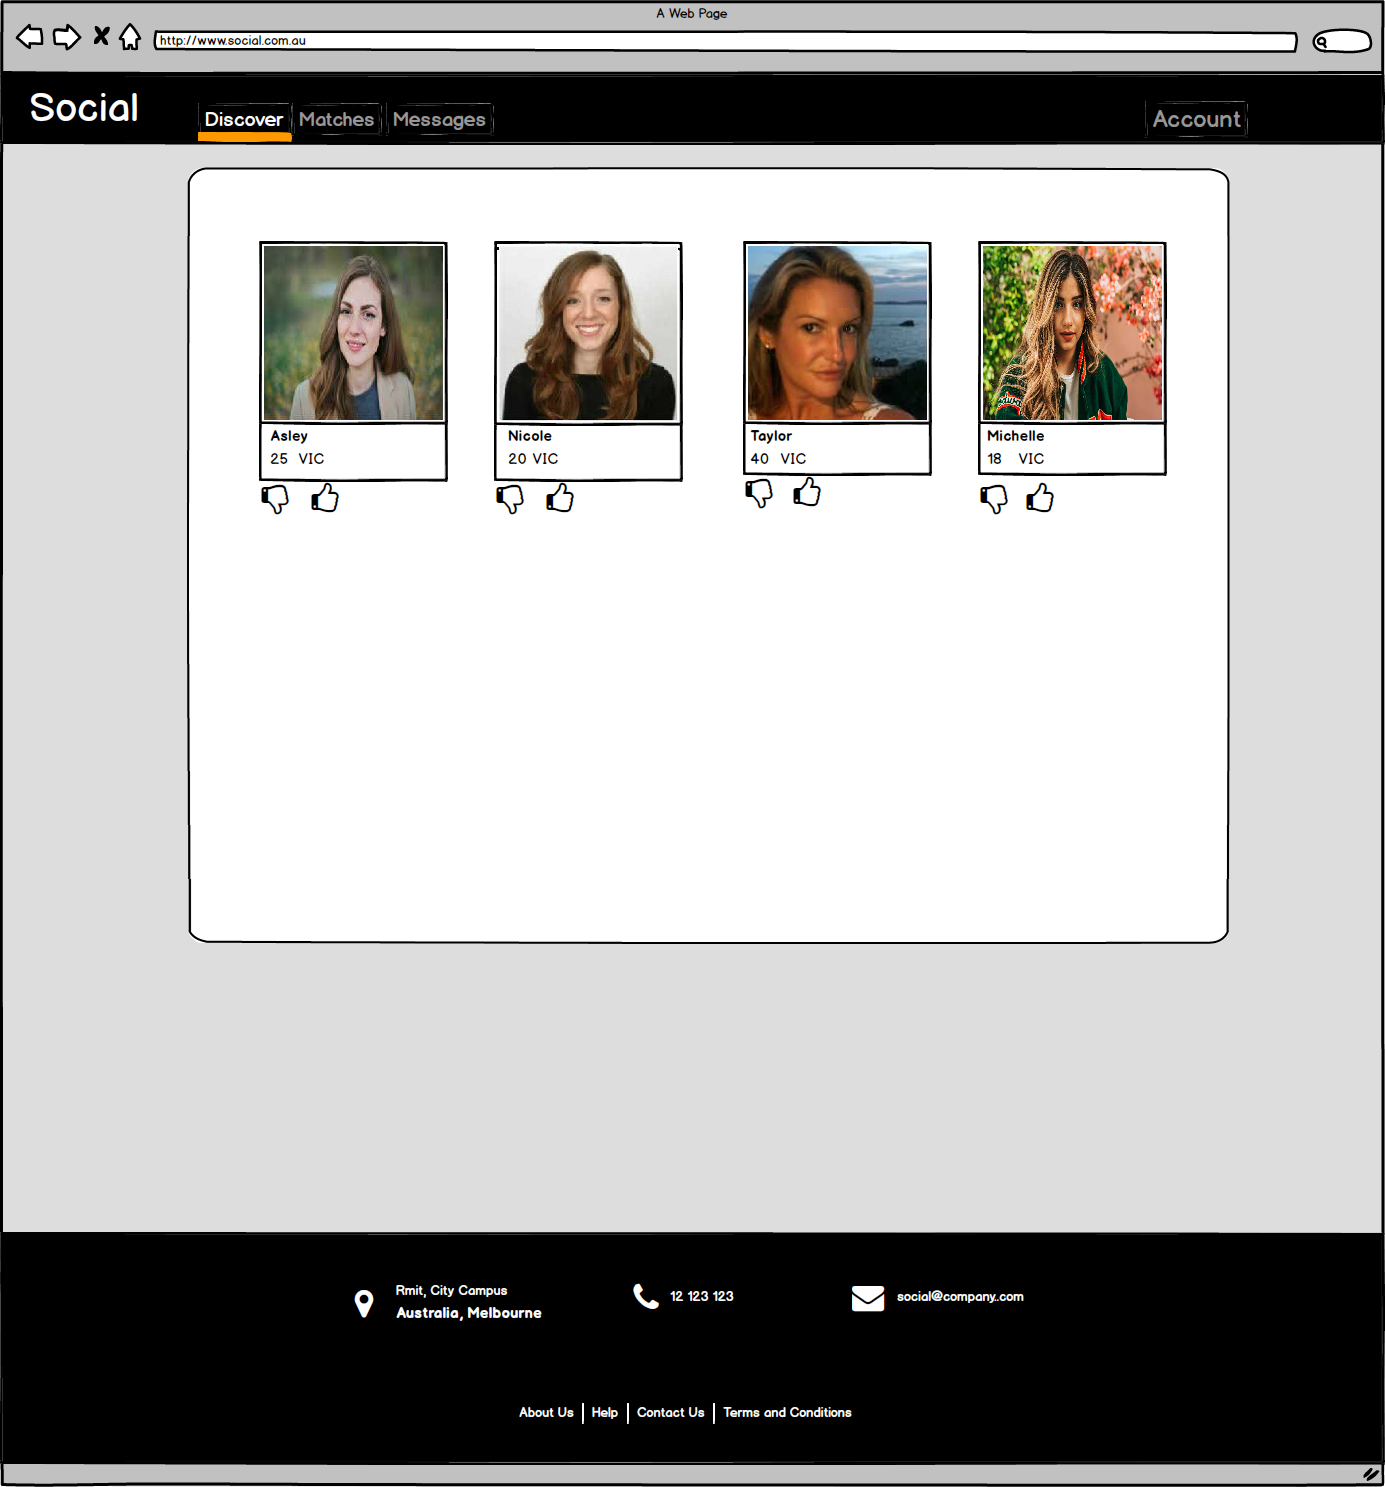 A Web Page
http://www.social.com.au
Social
Discover
Matches
Messages
Account
Asley
25 VIC
Nicole
20 VIC
Taylor
40 VIC
Michelle
18 VIC
Rmit, City Campus
Australia, Melbourne
12 123 123
social@company.com
About Us
Help
Contact Us
Terms and Conditions